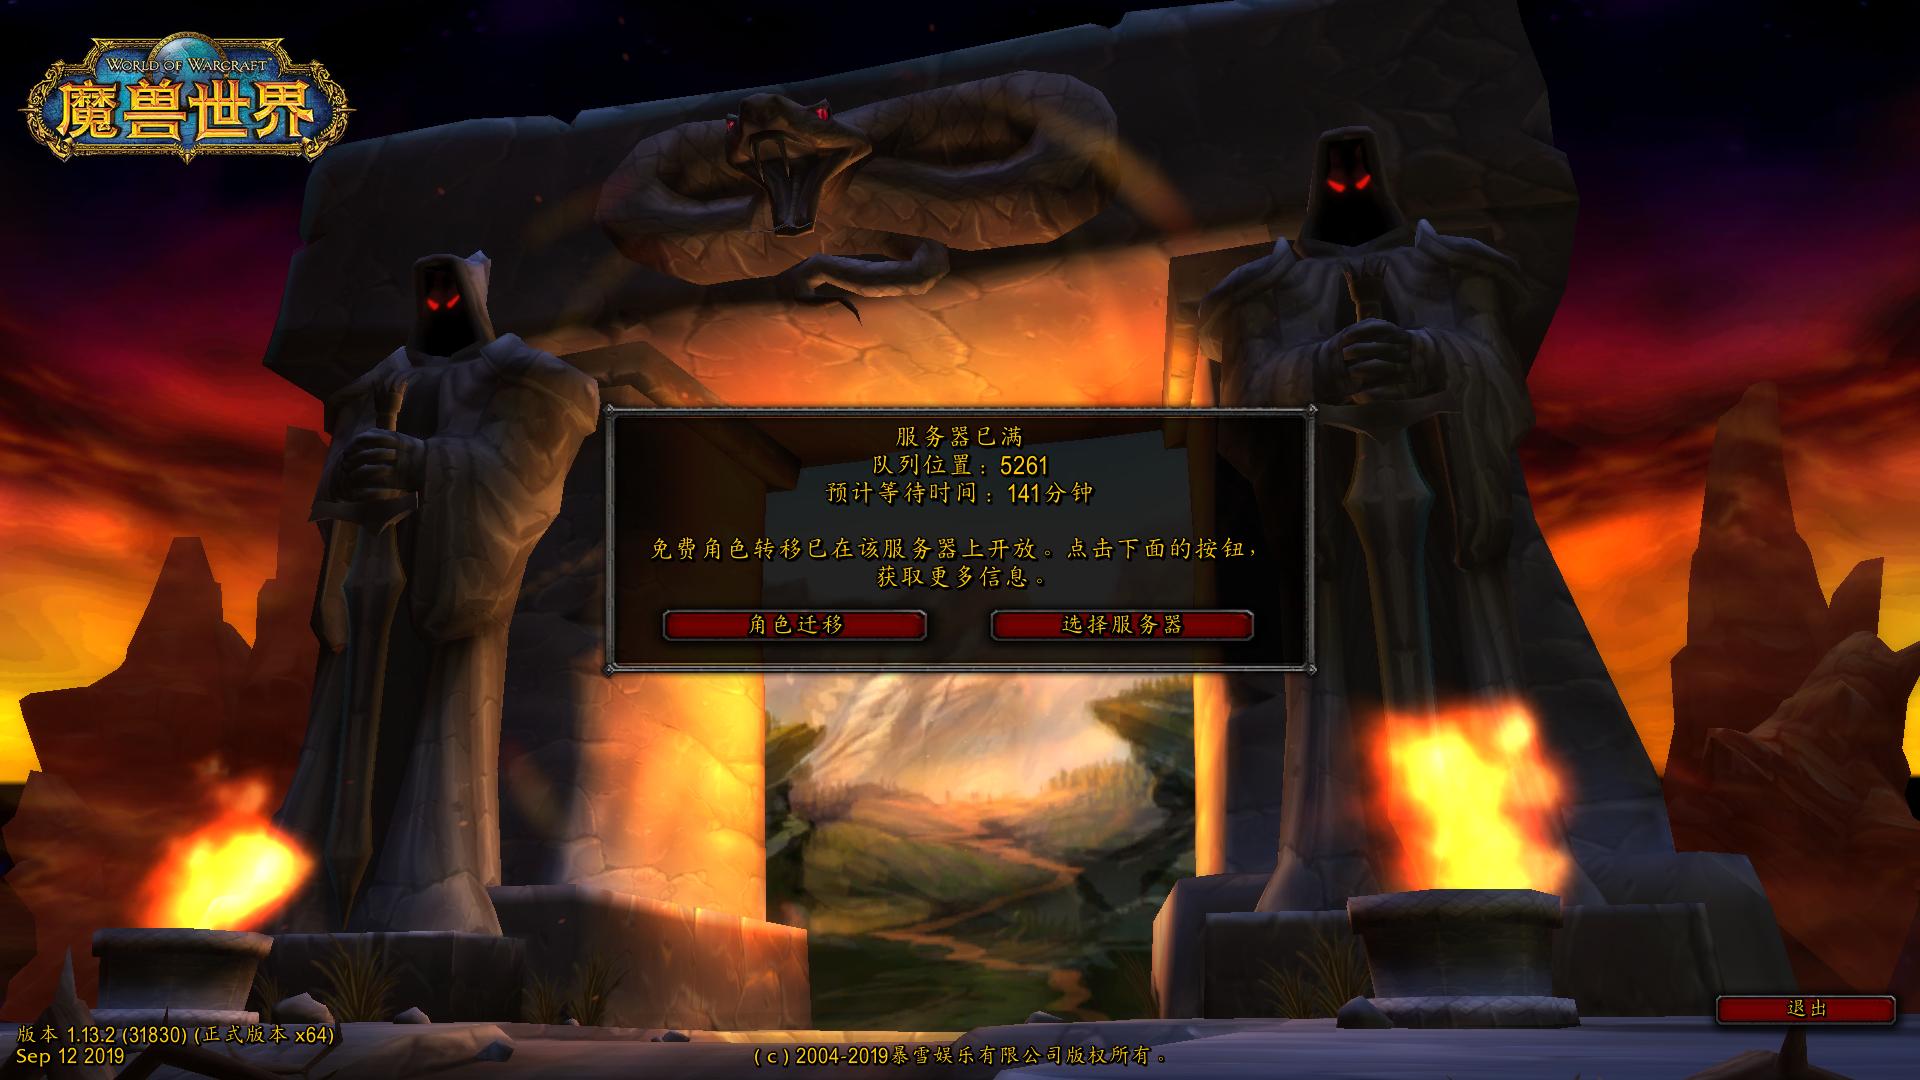 WORLD OF WARCRAFT
魔兽世界
服务器已满
队列位置：5261
预计等待时间：141分钟
免费角色转移已在该服务器上开放。点击下面的按钮，
获取更多信息。
角色迁移
选择服务器
退出
版本 1.13.2 (31830) (正式版本 x64)
Sep 12 2019
(c) 2004-2019暴雪娱乐有限公司版权所有。